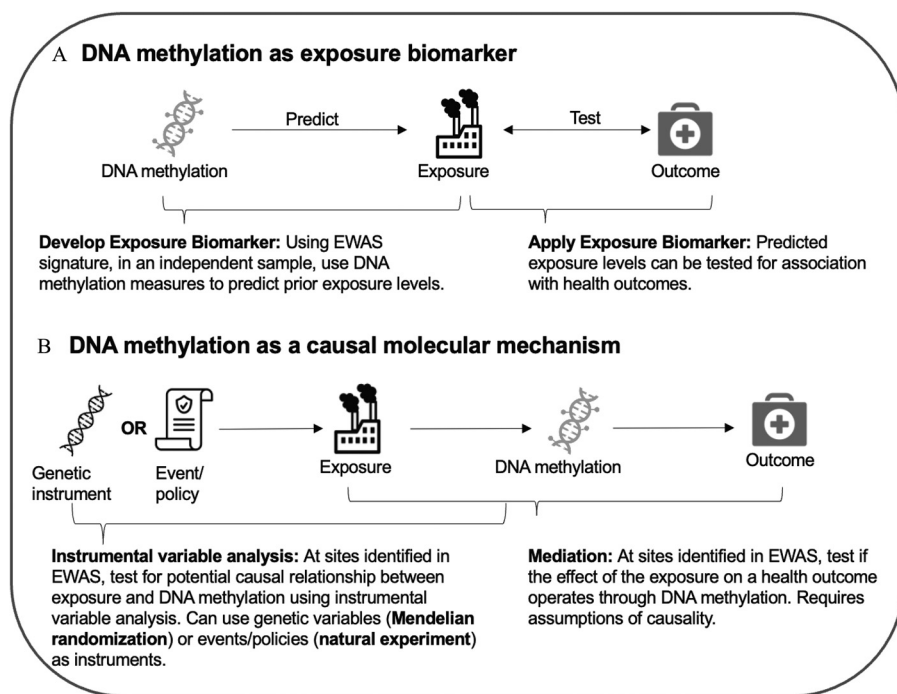 A DNA methylation as exposure biomarker
Predict
Test
DNA methylation
Exposure
Outcome
Develop Exposure Biomarker: Using EWAS
signature, in an independent sample, use DNA
methylation measures to predict prior exposure levels.
Apply Exposure Biomarker: Predicted
exposure levels can be tested for association
with health outcomes.
B DNA methylation as a causal molecular mechanism
OR
Genetic
instrument
Event/
policy
Exposure
DNA methylation
Outcome
Instrumental variable analysis: At sites identified in
EWAS, test for potential causal relationship between
exposure and DNA methylation using instrumental
variable analysis. Can use genetic variables (Mendelian
randomization) or events/policies (natural experiment)
as instruments.
Mediation: At sites identified in EWAS, test if
the effect of the exposure on a health outcome
operates through DNA methylation. Requires
assumptions of causality.